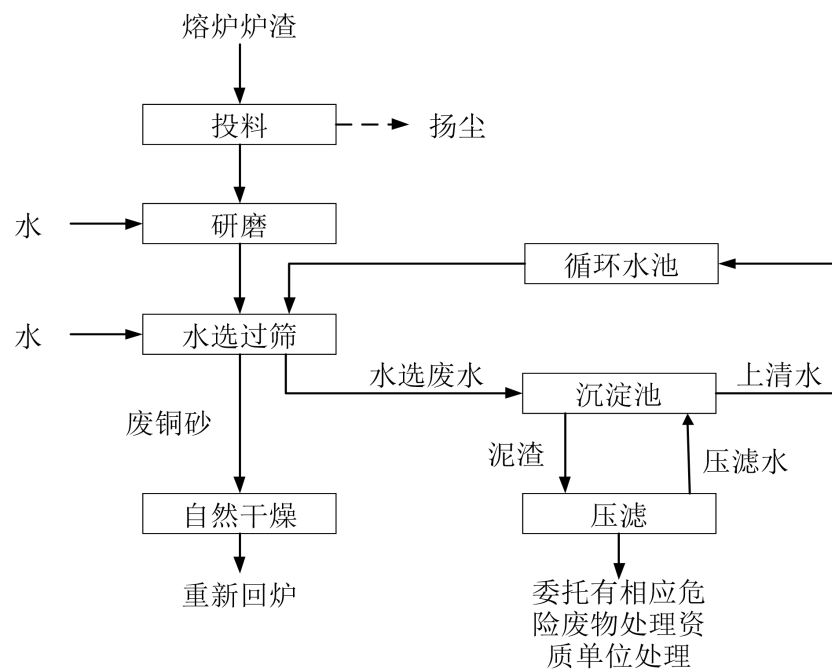 熔炉炉渣
投料
扬尘
水
研磨
循环水池
水
水选过筛
水选废水
沉淀池
上清水
废铜砂
泥渣
压滤水
自然干燥
压滤
重新回炉
委托有相应危
险废物处理资
质单位处理